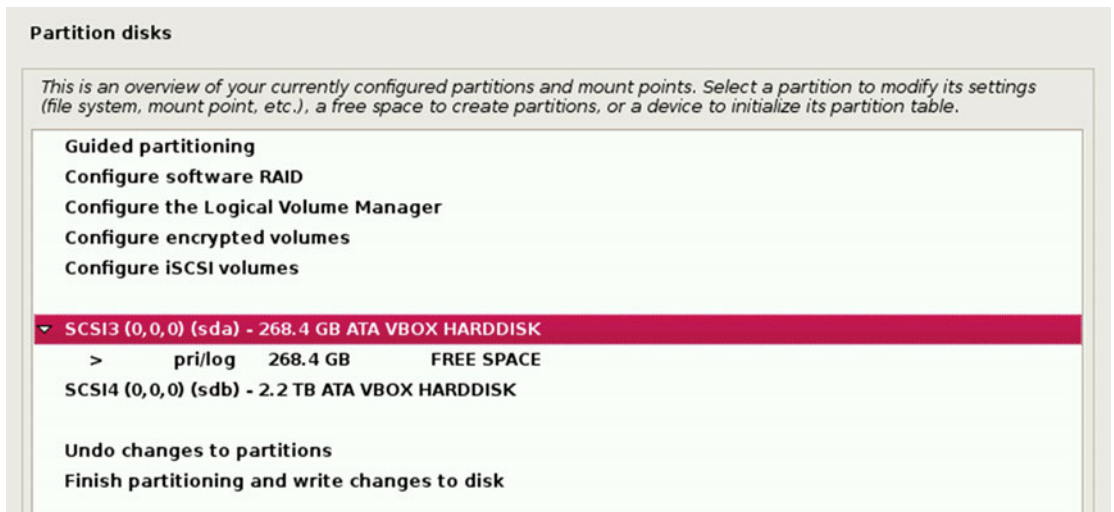 Partition disks
This is an overview of your currently configured partitions and mount points. Select a partition to modify its settings
(file system, mount point, etc.), a free space to create partitions, or a device to initialize its partition table.
Guided partitioning
Configure software RAID
Configure the Logical Volume Manager
Configure encrypted volumes
Configure iSCSI volumes
SCSI3 (0,0,0) (sda) - 268.4 GB ATA VBOX HARDDISK
> pri/log 268.4 GB FREE SPACE
SCSI4 (0,0,0) (sdb) - 2.2 TB ATA VBOX HARDDISK
Undo changes to partitions
Finish partitioning and write changes to disk